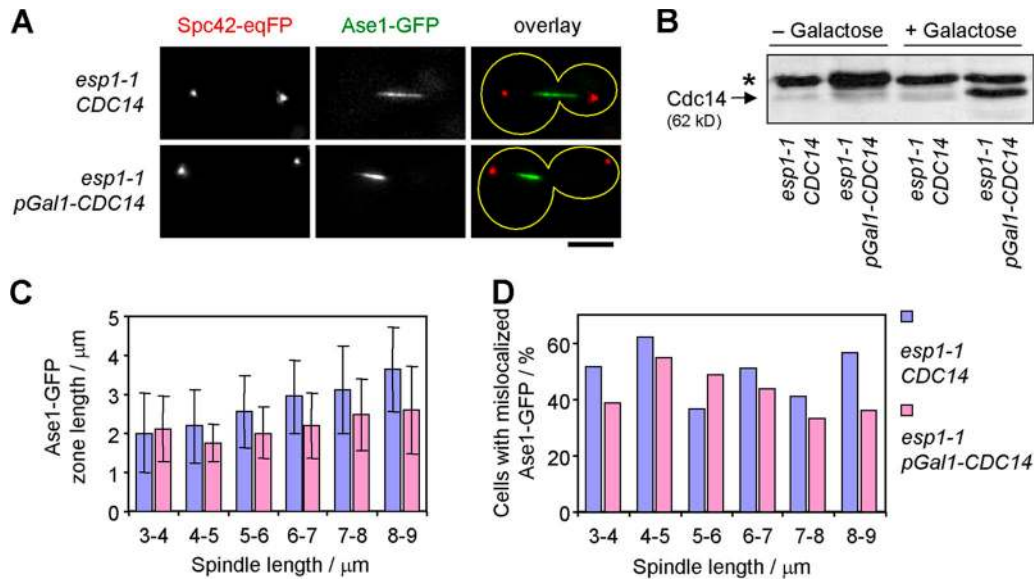 A
Spc42-eqFP
Ase1-GFP
overlay
esp1-1
CDC14
esp1-1
pGal1-CDC14
B
– Galactose
+ Galactose
*
Cdc14
(62 kD)
esp1-1
CDC14
esp1-1
pGal1-CDC14
esp1-1
CDC14
esp1-1
pGal1-CDC14
C
Ase1-GFP
zone length / μm
5
4
3
2
1
0
3-4
4-5
5-6
6-7
7-8
8-9
Spindle length / μm
D
Cells with mislocalized
Ase1-GFP / %
60
40
20
0
3-4
4-5
5-6
6-7
7-8
8-9
Spindle length / μm
esp1-1
CDC14
esp1-1
pGal1-CDC14